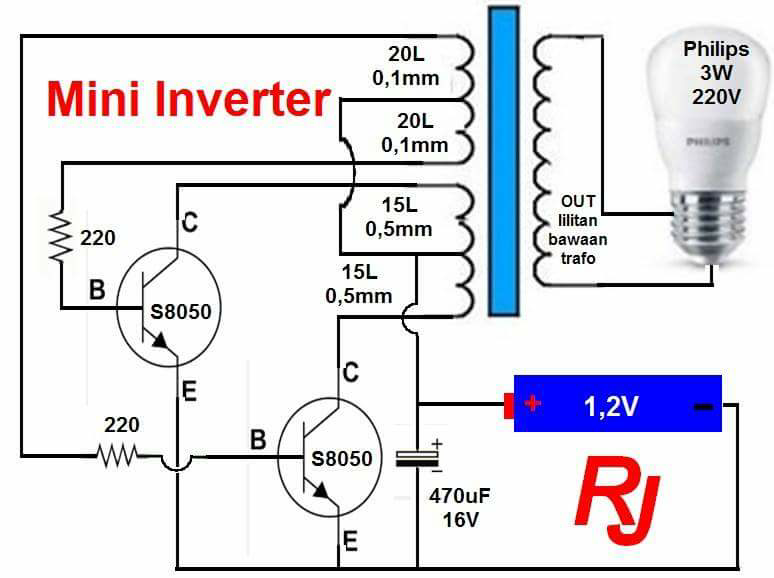 Mini Inverter
20L
0,1mm
20L
0,1mm
15L
0,5mm
15L
0,5mm
OUT
lilitan
bawaan
trafo
Philips
3W
220V
PHILIPS
220
B
C
S8050
E
220
B
C
S8050
E
+
-
470uF
16V
+ 1,2V -
RJ